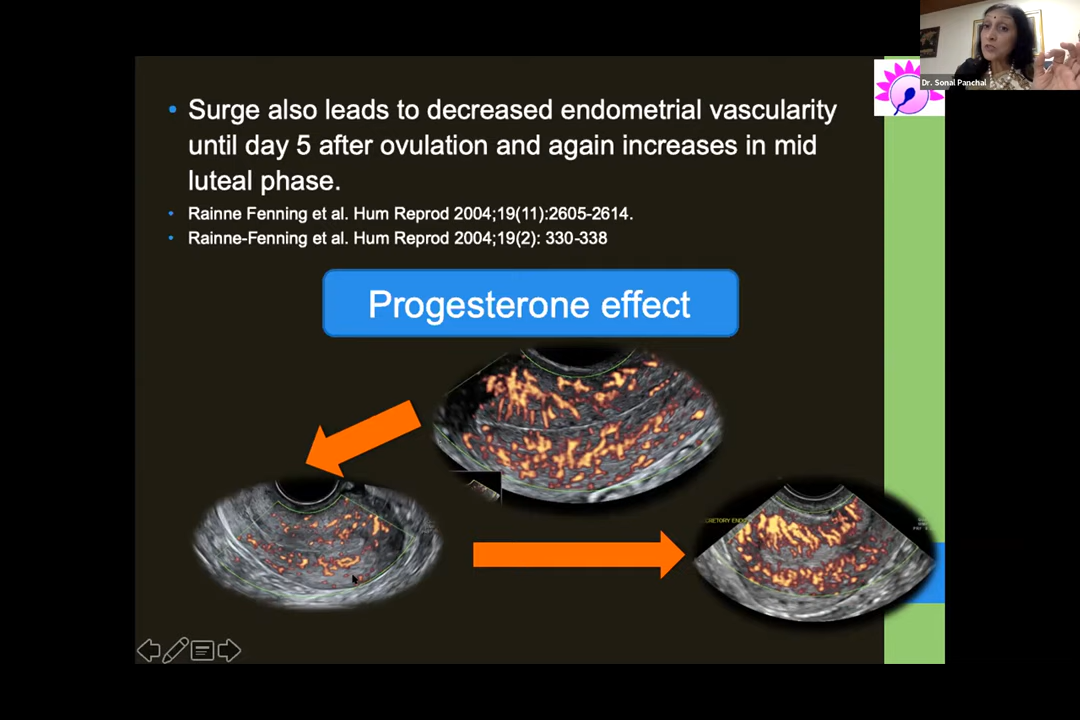 Dr. Sonal Panchal
Surge also leads to decreased endometrial vascularity
until day 5 after ovulation and again increases in mid
luteal phase.
Rainne Fenning et al. Hum Reprod 2004;19(11):2605-2614.
Rainne-Fenning et al. Hum Reprod 2004;19(2): 330-338
Progesterone effect